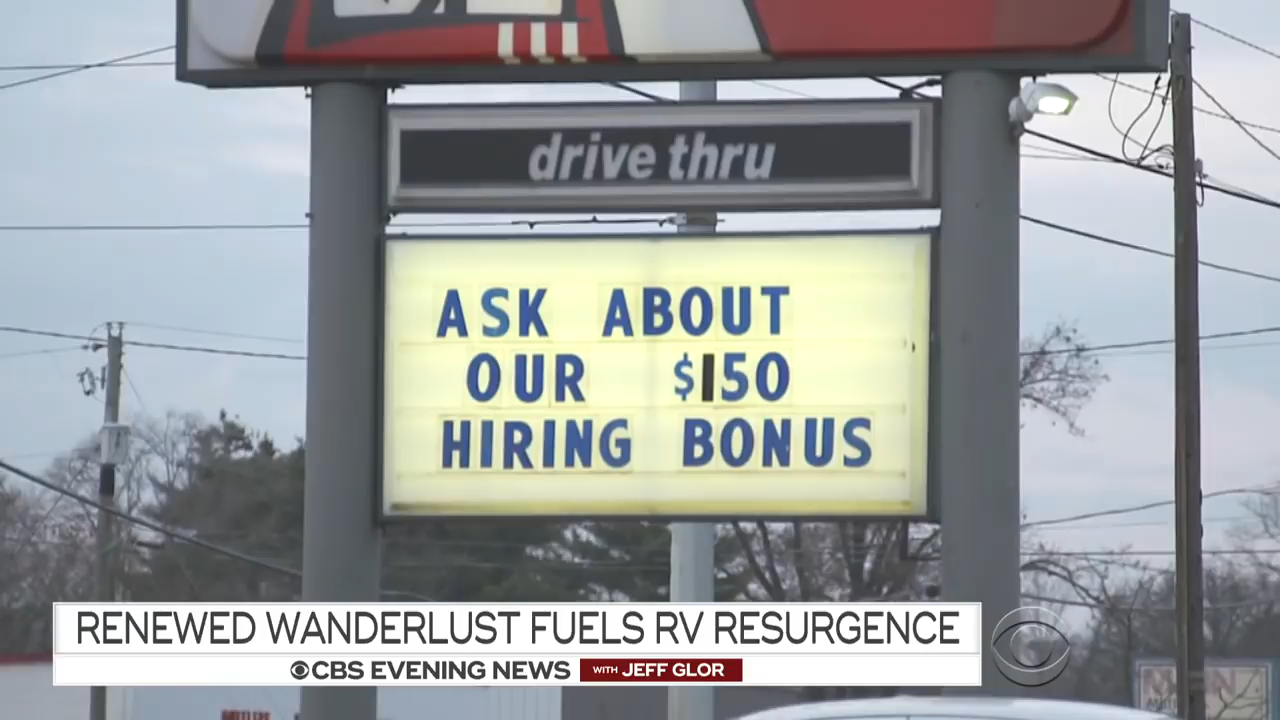 drive thru
ASK ABOUT
OUR $150
HIRING BONUS
RENEWED WANDERLUST FUELS RV RESURGENCE
CBS EVENING NEWS WITH JEFF GLOR